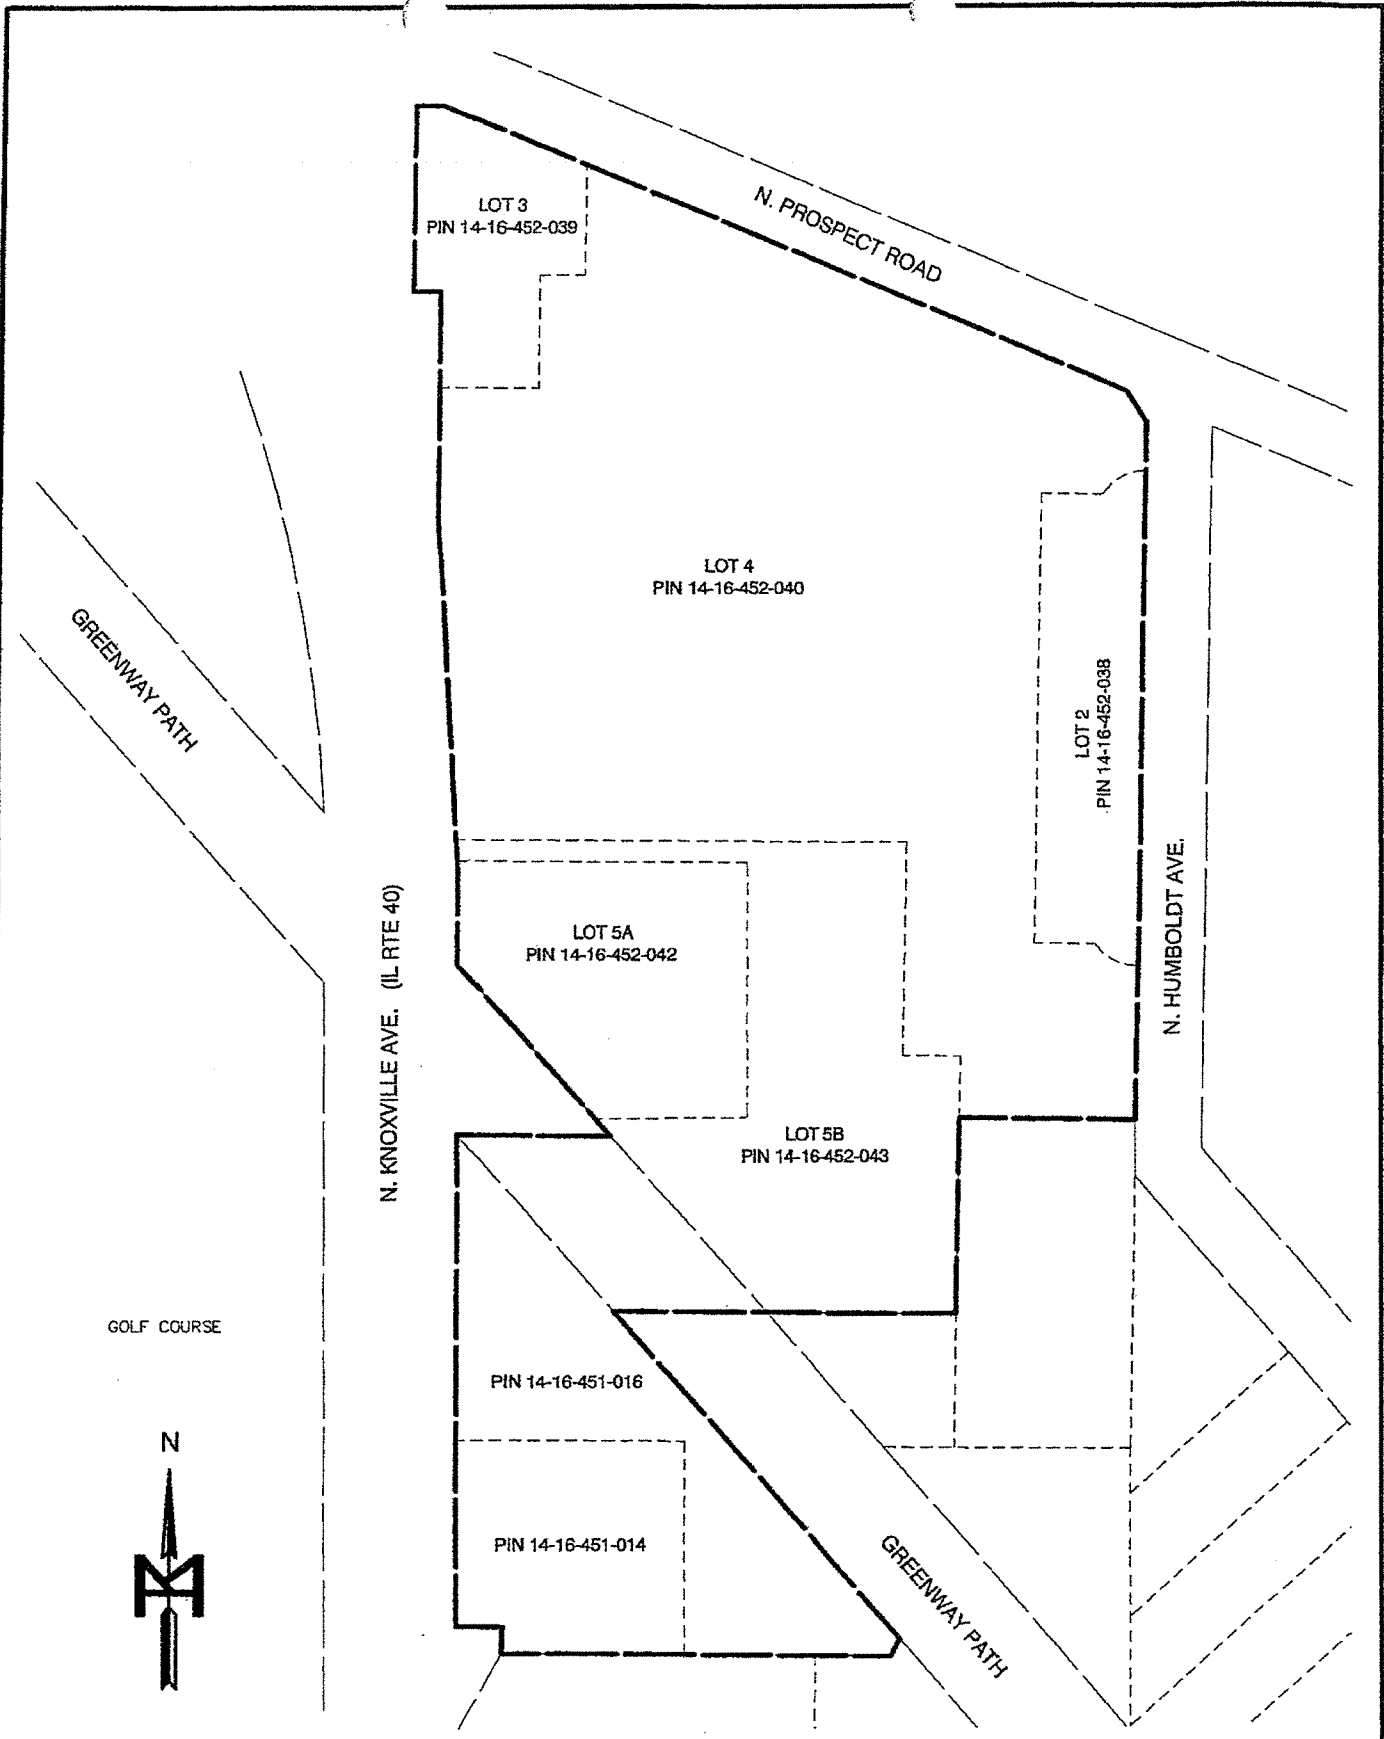 N. PROSPECT ROAD
LOT 3
PIN 14-16-452-039
LOT 4
PIN 14-16-452-040
GREENWAY PATH
LOT 2
PIN 14-16-452-038
N. HUMBOLDT AVE.
N. KNOXVILLE AVE. (IL RTE 40)
LOT 5A
PIN 14-16-452-042
LOT 5B
PIN 14-16-452-043
GOLF COURSE
PIN 14-16-451-016
N
PIN 14-16-451-014
GREENWAY PATH